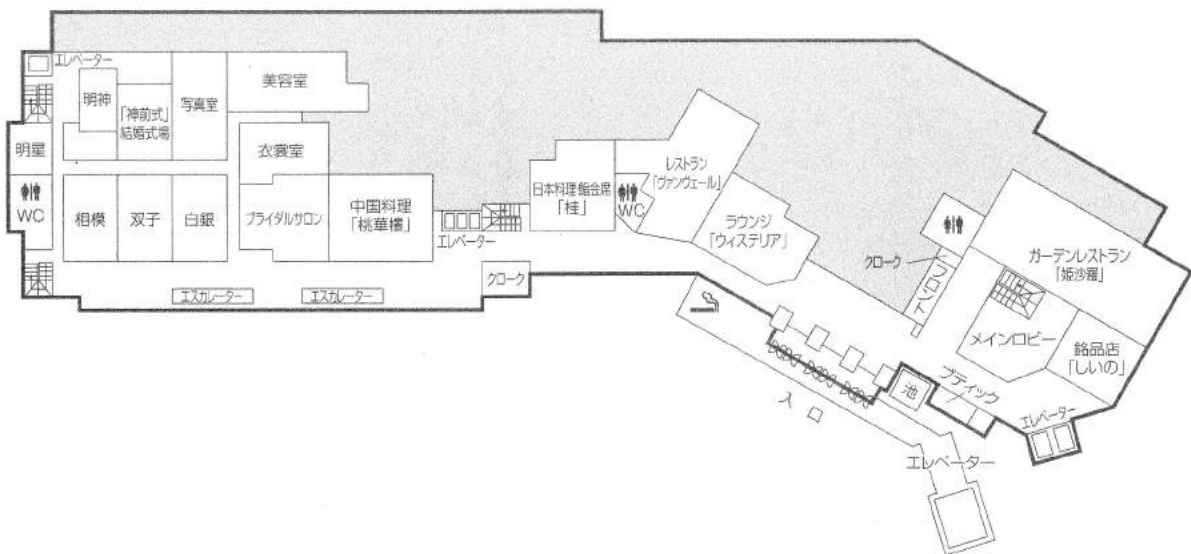 エレベーター
明神
「神前式」
結婚式場
写真室
美容室
明星
衣裳室
WC
相模
双子
白銀
ブライダルサロン
中国料理
「桃華樓」
エレベーター
日本料理 懐会席
「桂」
WC
レストラン
「ヴァンヴェール」
ラウンジ
「ウィステリア」
クローク
エスカレーター
エスカレーター
クローク
フロント
ガーデンレストラン
「姫沙羅」
メインロビー
銘品店
「しいの」
ブティック
池
入口
エレベーター
エレベーター